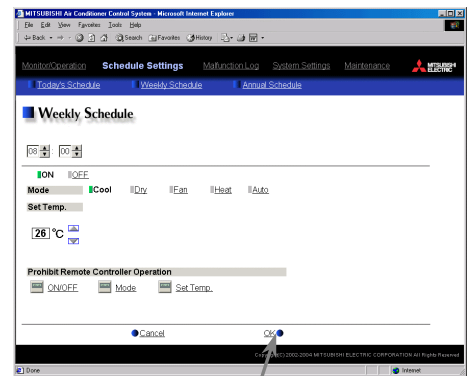 MITSUBISHI Air Conditioner Control System - Microsoft Internet Explorer
File Edit View Favorites Tools Help
Back Search Favorites History
Monitor/Operation Schedule Settings Malfunction Log System Settings Maintenance MITSUBISHI ELECTRIC
Today's Schedule Weekly Schedule Annual Schedule
Weekly Schedule
08 : 00
ON OFF
Mode Cool Dry Fan Heat Auto
Set Temp.
26 °C
Prohibit Remote Controller Operation
ON/OFF Mode Set Temp.
Cancel OK
Copyright(C) 2002-2004 MITSUBISHI ELECTRIC CORPORATION All Rights Reserved
Done Internet